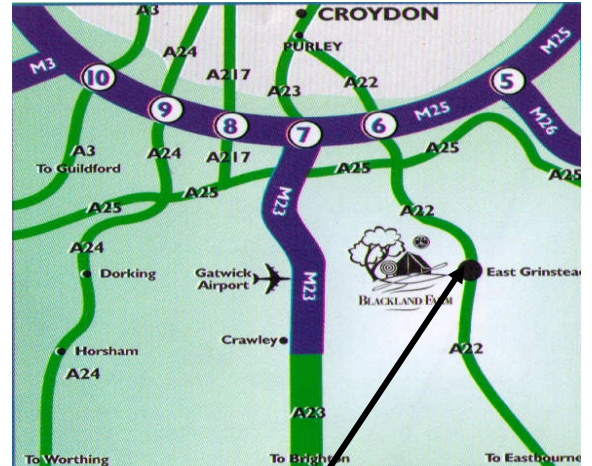 A3
CROYDON
A24
PURLEY
M25
M3
A217
A22
10
A23
5
9
M25
8
7
6
M26
A3
To Guildford
A24
A217
A25
A25
A25
A25
M23
A25
A22
A24
Dorking
Gatwick
Airport
M23
East Grinstead
BLACKLAND FARM
Crawley
Horsham
A22
A24
A23
To Worthing
To Brighton
To Eastbourne